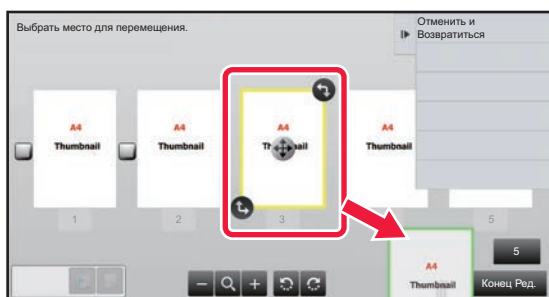 Выбрать место для перемещения.
Отменить и
Возвратиться
A4
Thumbnail
A4
Thumbnail
A4
A4
Thumbnail
1
2
3
5
5
A4
Thumbnail
Конец Ред.